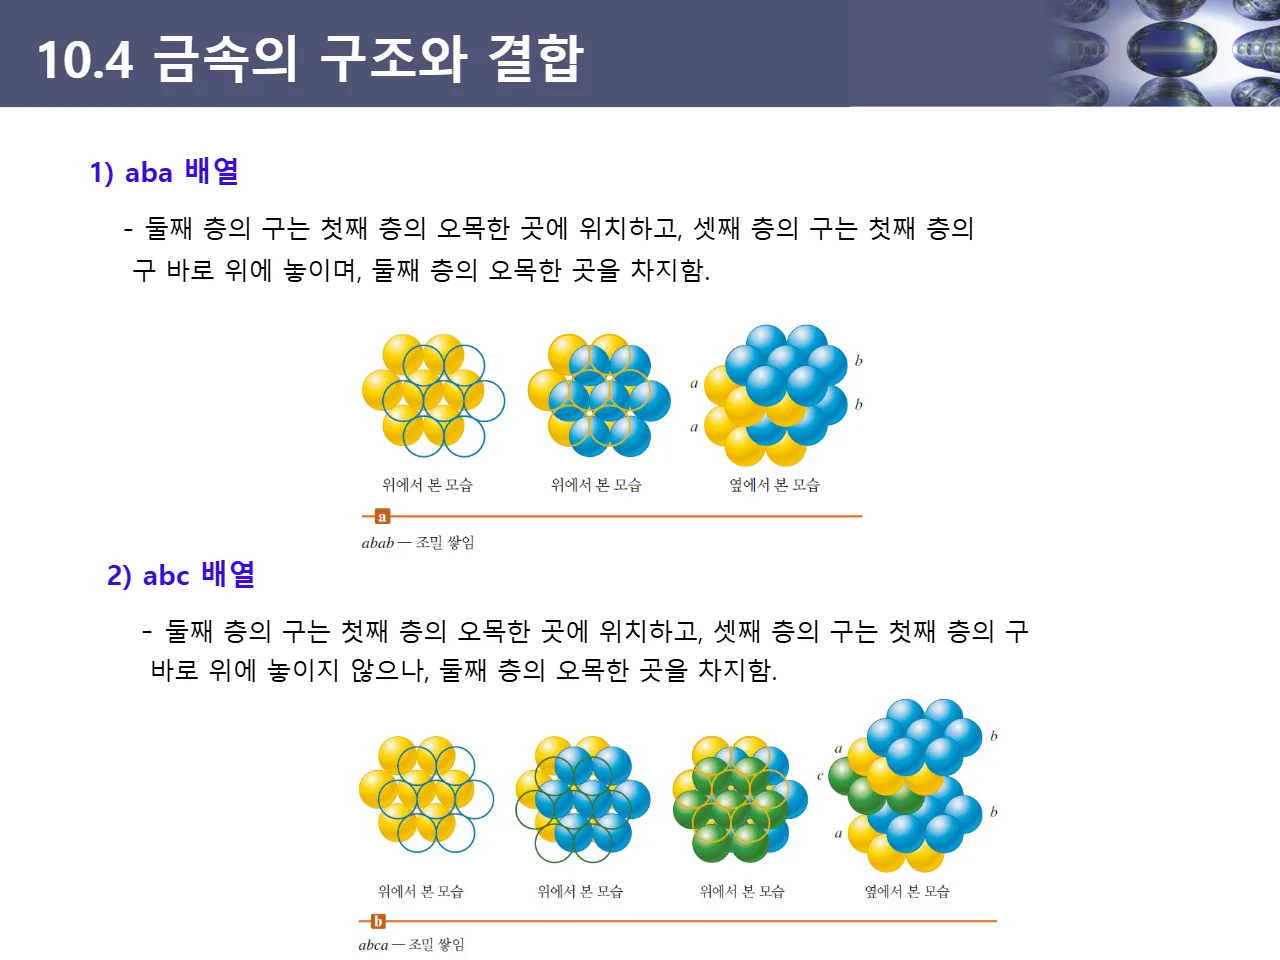 10.4 금속의 구조와 결합
1) aba 배열
- 둘째 층의 구는 첫째 층의 오목한 곳에 위치하고, 셋째 층의 구는 첫째 층의
구 바로 위에 놓이며, 둘째 층의 오목한 곳을 차지함.
a
a
b
b
위에서 본 모습
위에서 본 모습
옆에서 본 모습
a
abab — 조밀 쌓임
2) abc 배열
- 둘째 층의 구는 첫째 층의 오목한 곳에 위치하고, 셋째 층의 구는 첫째 층의 구
바로 위에 놓이지 않으나, 둘째 층의 오목한 곳을 차지함.
b
a
c
b
a
위에서 본 모습
위에서 본 모습
위에서 본 모습
옆에서 본 모습
b
abca — 조밀 쌓임